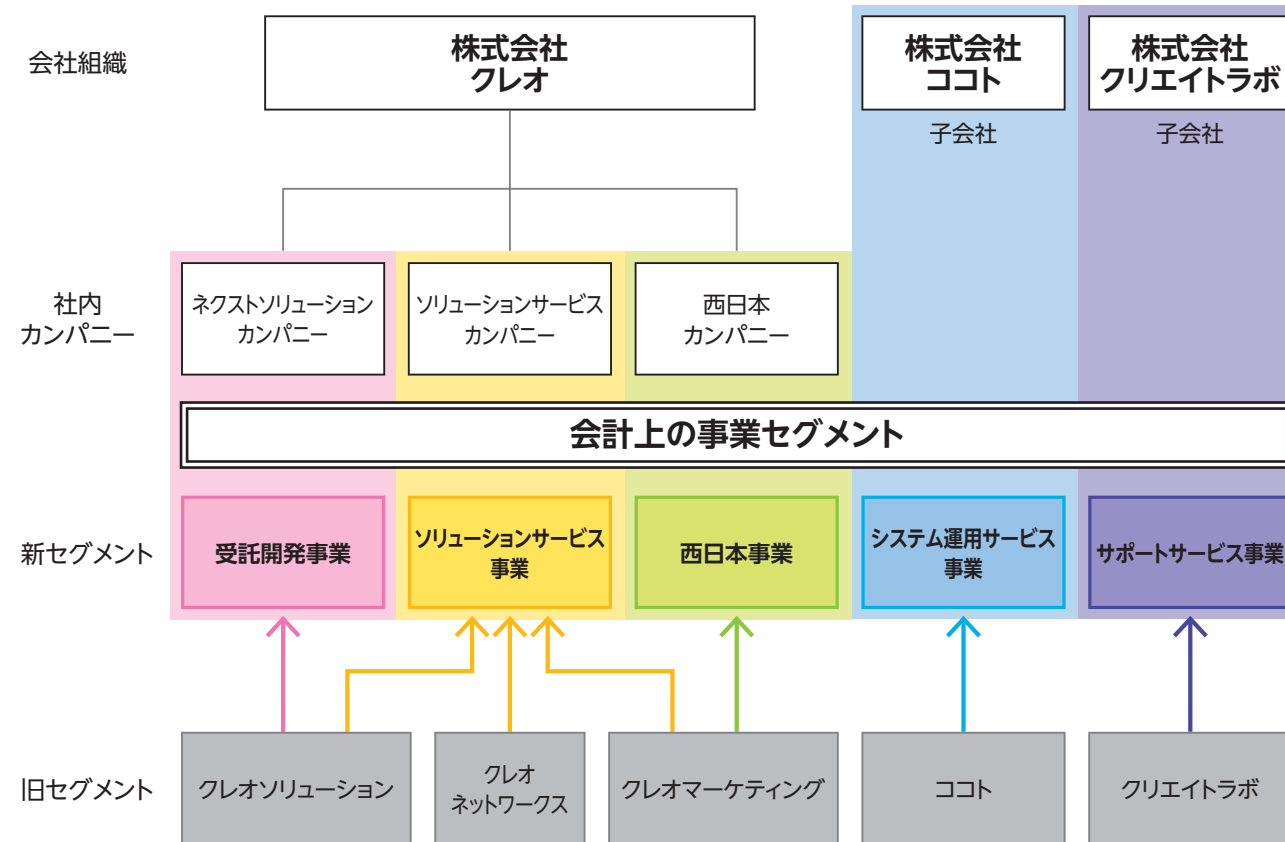 会社組織
株式会社
クレオ
株式会社
ココト
子会社
株式会社
クリエイトラボ
子会社
社内
カンパニー
ネクストソリューション
カンパニー
ソリューションサービス
カンパニー
西日本
カンパニー
会計上の事業セグメント
新セグメント
受託開発事業
ソリューションサービス
事業
西日本事業
システム運用サービス
事業
サポートサービス事業
旧セグメント
クレオソリューション
クレオ
ネットワークス
クレオマーケティング
ココト
クリエイトラボ